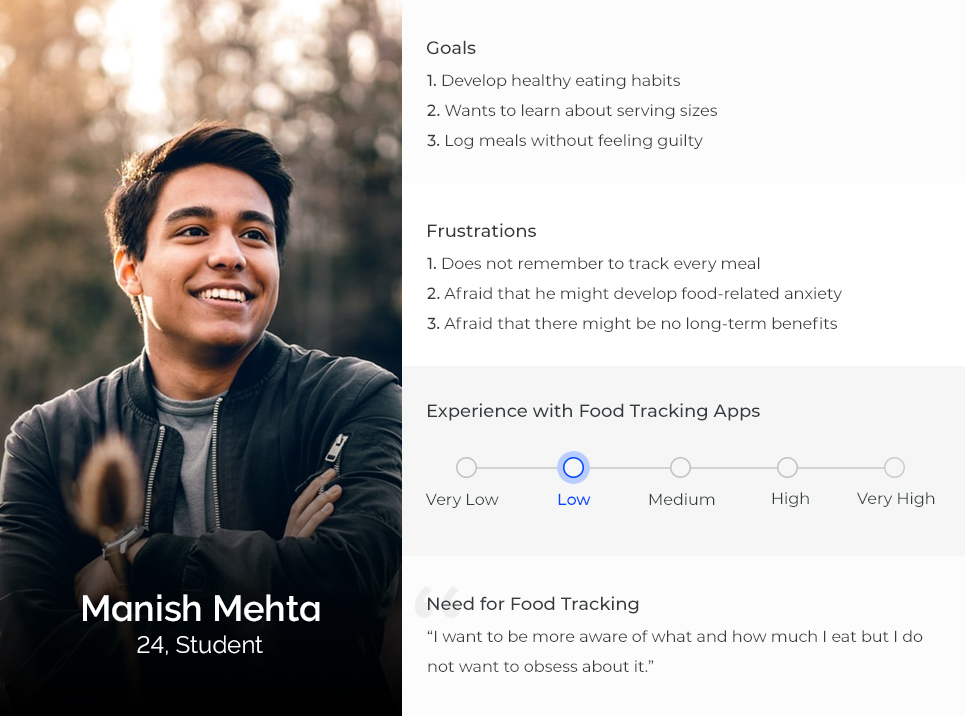 Goals
1. Develop healthy eating habits
2. Wants to learn about serving sizes
3. Log meals without feeling guilty
Frustrations
1. Does not remember to track every meal
2. Afraid that he might develop food-related anxiety
3. Afraid that there might be no long-term benefits
Experience with Food Tracking Apps
Very Low Low Medium High Very High
Need for Food Tracking
“I want to be more aware of what and how much I eat but I do
not want to obsess about it.”
Manish Mehta
24, Student